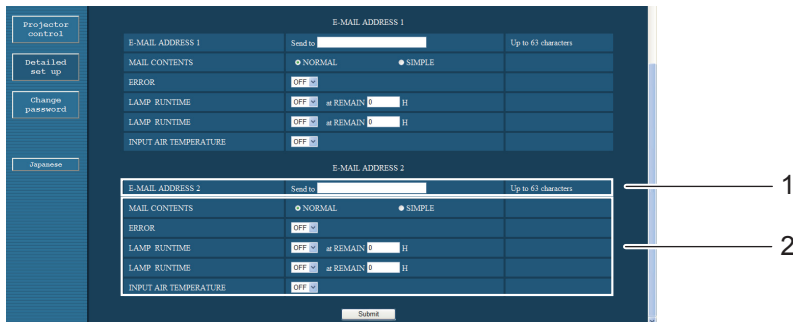 Projector
control
Detailed
set up
Change
password
Japanese
E-MAIL ADDRESS 1
E-MAIL ADDRESS 1 Send to Up to 63 characters
MAIL CONTENTS NORMAL SIMPLE
ERROR OFF
LAMP RUNTIME OFF at REMAIN 0 H
LAMP RUNTIME OFF at REMAIN 0 H
INPUT AIR TEMPERATURE OFF
E-MAIL ADDRESS 2
E-MAIL ADDRESS 2 Send to Up to 63 characters 1
MAIL CONTENTS NORMAL SIMPLE
ERROR OFF
LAMP RUNTIME OFF at REMAIN 0 H 2
LAMP RUNTIME OFF at REMAIN 0 H
INPUT AIR TEMPERATURE OFF
Submit